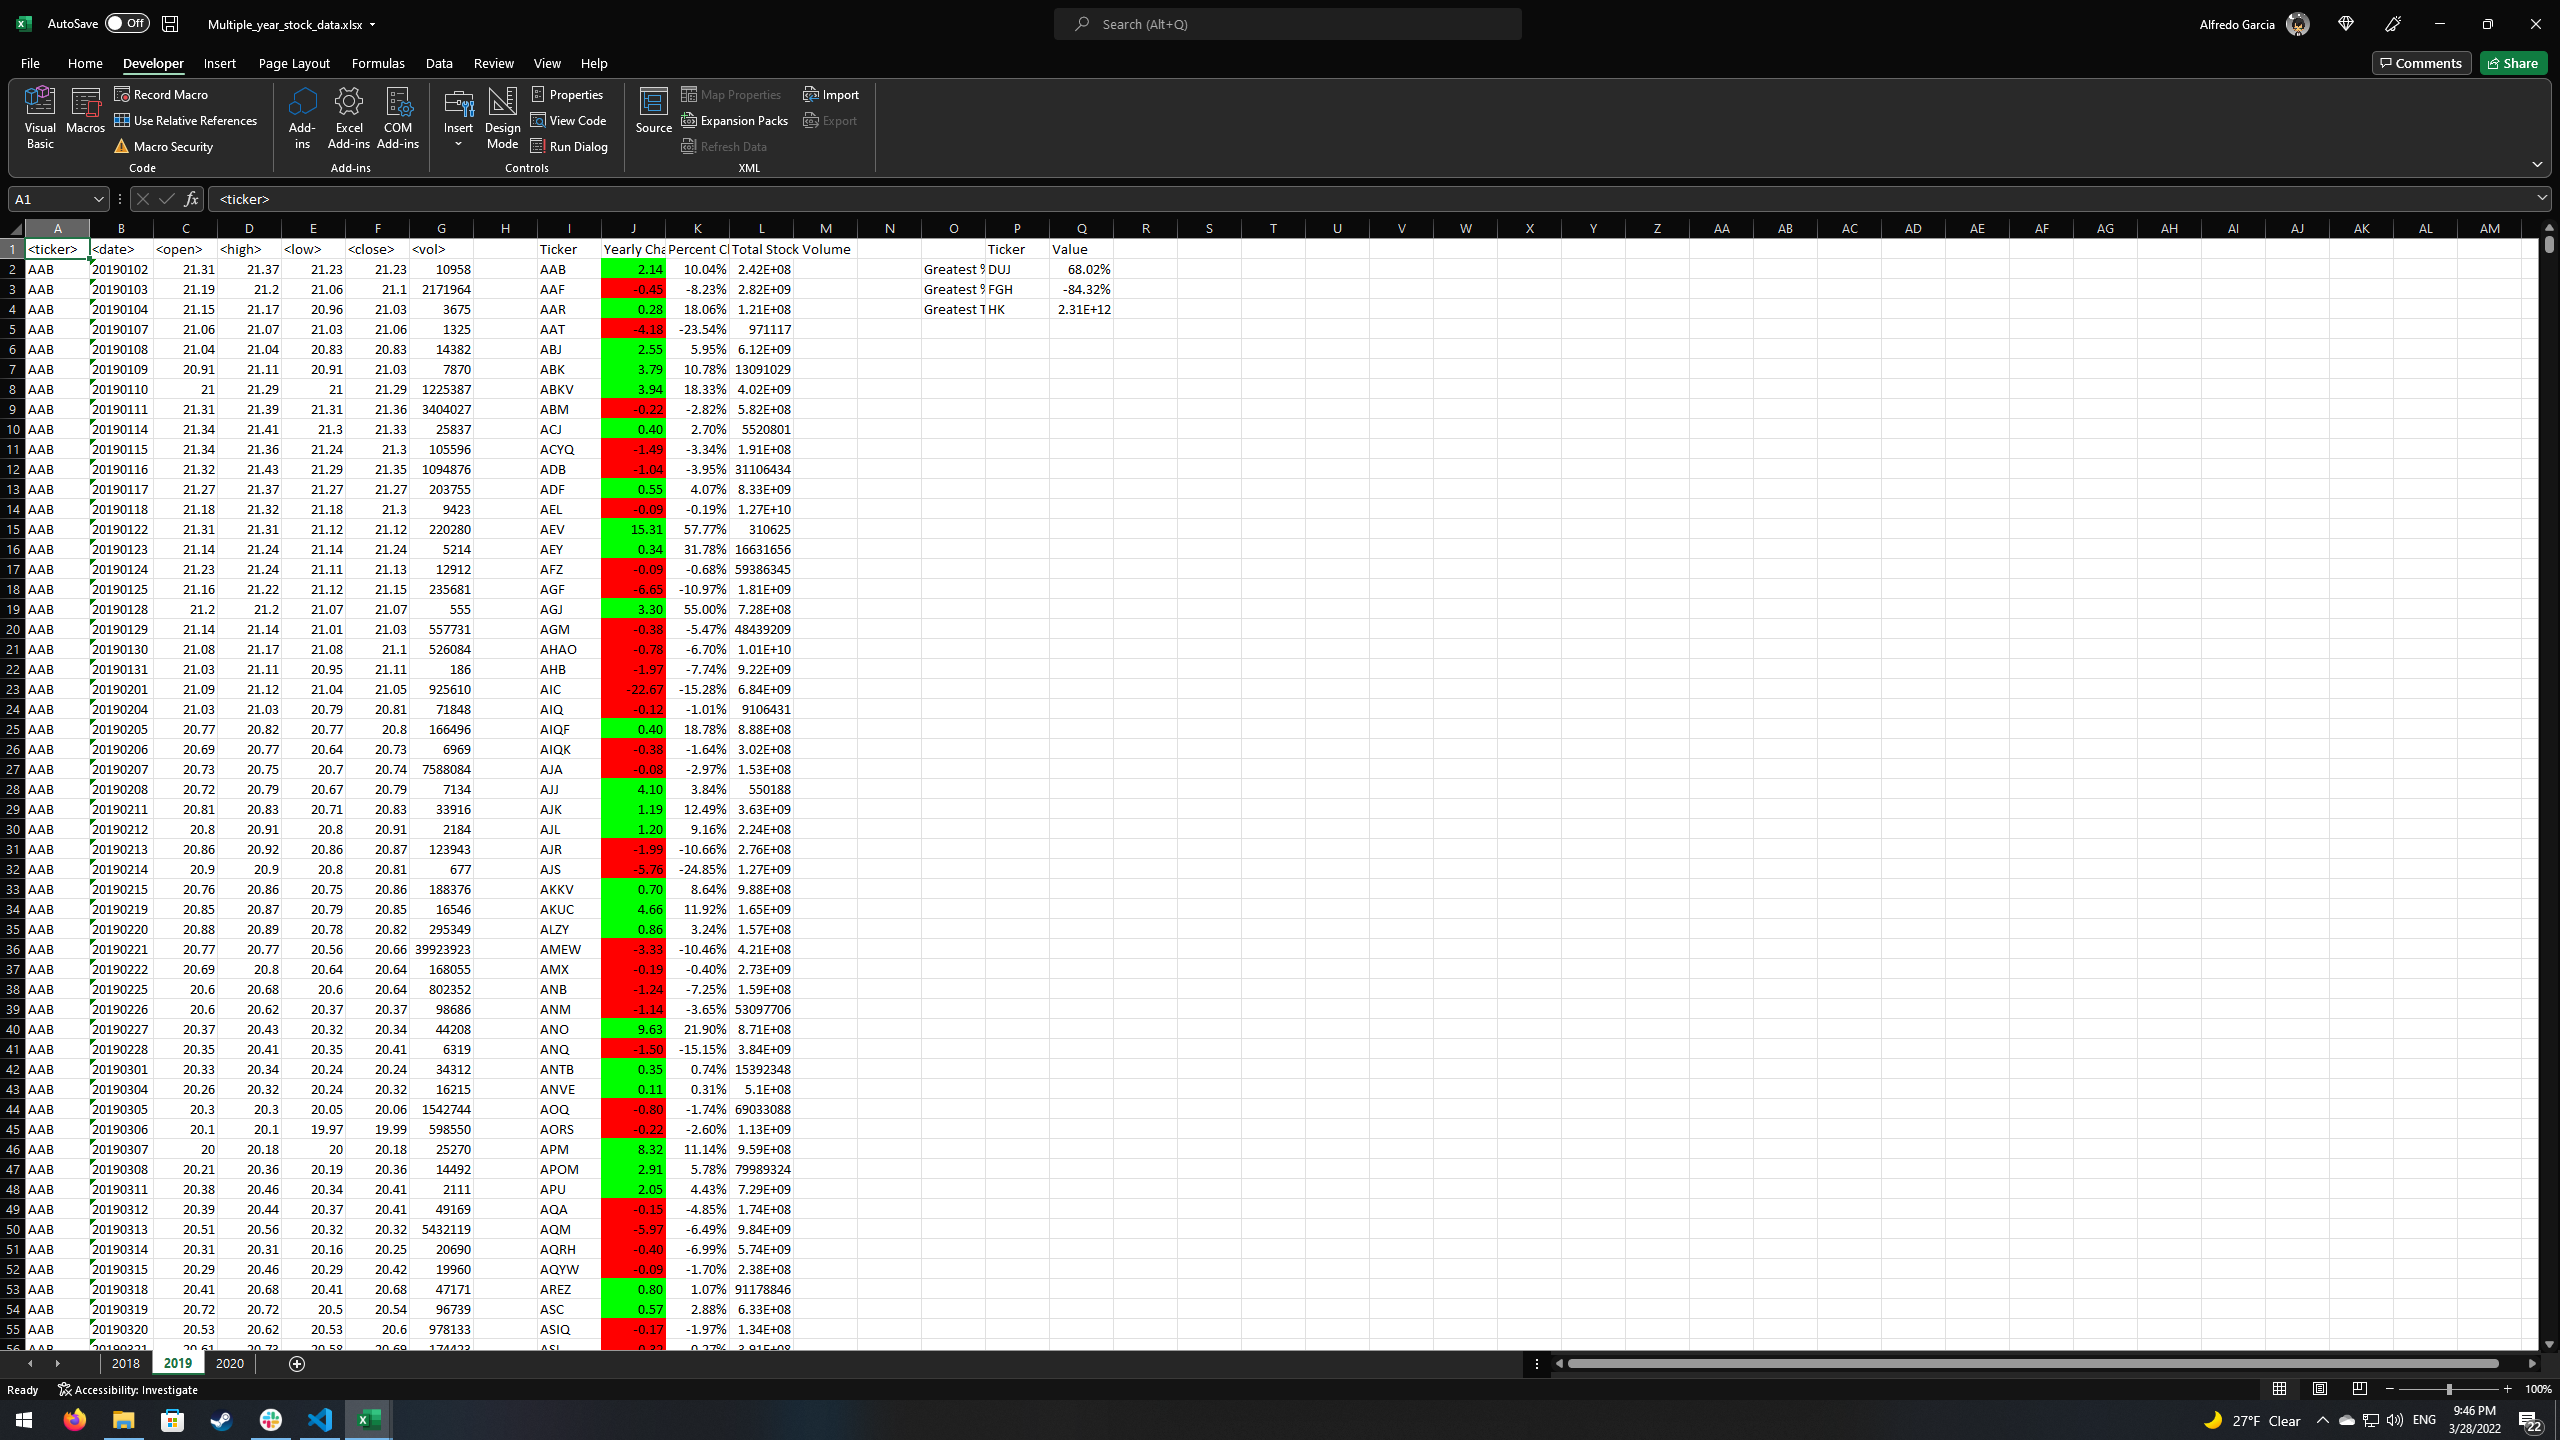 AutoSave Off Multiple_year_stock_data.xlsx Search (Alt+Q) Alfredo Garcia
File Home Developer Insert Page Layout Formulas Data Review View Help Comments Share
Visual Basic Macros Record Macro Use Relative References Macro Security Code
Add-ins Excel Add-ins COM Add-ins Add-ins
Insert Design Mode Properties View Code Run Dialog Controls
Source Map Properties Expansion Packs Refresh Data Import Export XML
A1 fx <ticker>
A B C D E F G H I J K L M N O P Q R S T U V W X Y Z AA AB AC AD AE AF AG AH AI AJ AK AL AM
1 <ticker> <date> <open> <high> <low> <close> <vol> Ticker Yearly Cha Percent Cl Total Stock Volume Ticker Value
2 AAB 20190102 21.31 21.37 21.23 21.23 10958 AAB 2.14 10.04% 2.42E+08 Greatest % DUJ 68.02%
3 AAB 20190103 21.19 21.2 21.06 21.1 2171964 AAF -0.45 -8.23% 2.82E+09 Greatest % FGH -84.32%
4 AAB 20190104 21.15 21.17 20.96 21.03 3675 AAR 0.28 18.06% 1.21E+08 Greatest T HK 2.31E+12
5 AAB 20190107 21.06 21.07 21.03 21.06 1325 AAT -4.18 -23.54% 971117
6 AAB 20190108 21.04 21.04 20.83 20.83 14382 ABJ 2.55 5.95% 6.12E+09
7 AAB 20190109 20.91 21.11 20.91 21.03 7870 ABK 3.79 10.78% 13091029
8 AAB 20190110 21 21.29 21 21.29 1225387 ABKV 3.94 18.33% 4.02E+09
9 AAB 20190111 21.31 21.39 21.31 21.36 3404027 ABM -0.22 -2.82% 5.82E+08
10 AAB 20190114 21.34 21.41 21.3 21.33 25837 ACJ 0.40 2.70% 5520801
11 AAB 20190115 21.34 21.36 21.24 21.3 105596 ACYQ -1.49 -3.34% 1.91E+08
12 AAB 20190116 21.32 21.43 21.29 21.35 1094876 ADB -1.04 -3.95% 31106434
13 AAB 20190117 21.27 21.37 21.27 21.27 203755 ADF 0.55 4.07% 8.33E+09
14 AAB 20190118 21.18 21.32 21.18 21.3 9423 AEL -0.09 -0.19% 1.27E+10
15 AAB 20190122 21.31 21.31 21.12 21.12 220280 AEV 15.31 57.77% 310625
16 AAB 20190123 21.14 21.24 21.14 21.24 5214 AEY 0.34 31.78% 16631656
17 AAB 20190124 21.23 21.24 21.11 21.13 12912 AFZ -0.09 -0.68% 59386345
18 AAB 20190125 21.16 21.22 21.12 21.15 235681 AGF -6.65 -10.97% 1.81E+09
19 AAB 20190128 21.2 21.2 21.07 21.07 555 AGJ 3.30 55.00% 7.28E+08
20 AAB 20190129 21.14 21.14 21.01 21.03 557731 AGM -0.38 -5.47% 48439209
21 AAB 20190130 21.08 21.17 21.08 21.1 526084 AHAO -0.78 -6.70% 1.01E+10
22 AAB 20190131 21.03 21.11 20.95 21.11 186 AHB -1.97 -7.74% 9.22E+09
23 AAB 20190201 21.09 21.12 21.04 21.05 925610 AIC -22.67 -15.28% 6.84E+09
24 AAB 20190204 21.03 21.03 20.79 20.81 71848 AIQ -0.12 -1.01% 9106431
25 AAB 20190205 20.77 20.82 20.77 20.8 166496 AIQF 0.40 18.78% 8.88E+08
26 AAB 20190206 20.69 20.77 20.64 20.73 6969 AIQK -0.38 -1.64% 3.02E+08
27 AAB 20190207 20.73 20.75 20.7 20.74 7588084 AJA -0.08 -2.97% 1.53E+08
28 AAB 20190208 20.72 20.79 20.67 20.79 7134 AJJ 4.10 3.84% 550188
29 AAB 20190211 20.81 20.83 20.71 20.83 33916 AJK 1.19 12.49% 3.63E+09
30 AAB 20190212 20.8 20.91 20.8 20.91 2184 AJL 1.20 9.16% 2.24E+08
31 AAB 20190213 20.86 20.92 20.86 20.87 123943 AJR -1.99 -10.66% 2.76E+08
32 AAB 20190214 20.9 20.9 20.8 20.81 677 AJS -5.76 -24.85% 1.27E+09
33 AAB 20190215 20.76 20.86 20.75 20.86 188376 AKKV 0.70 8.64% 9.88E+08
34 AAB 20190219 20.85 20.87 20.79 20.85 16546 AKUC 4.66 11.92% 1.65E+09
35 AAB 20190220 20.88 20.89 20.78 20.82 295349 ALZY 0.86 3.24% 1.57E+08
36 AAB 20190221 20.77 20.77 20.56 20.66 39923923 AMEW -3.33 -10.46% 4.21E+08
37 AAB 20190222 20.69 20.8 20.64 20.64 168055 AMX -0.19 -0.40% 2.73E+09
38 AAB 20190225 20.6 20.68 20.6 20.64 802352 ANB -1.24 -7.25% 1.59E+08
39 AAB 20190226 20.6 20.62 20.37 20.37 98686 ANM -1.14 -3.65% 53097706
40 AAB 20190227 20.37 20.43 20.32 20.34 44208 ANO 9.63 21.90% 8.71E+08
41 AAB 20190228 20.35 20.41 20.35 20.41 6319 ANQ -1.50 -15.15% 3.84E+09
42 AAB 20190301 20.33 20.34 20.24 20.24 34312 ANTB 0.35 0.74% 15392348
43 AAB 20190304 20.26 20.32 20.24 20.32 16215 ANVE 0.11 0.31% 5.1E+08
44 AAB 20190305 20.3 20.3 20.05 20.06 1542744 AOQ -0.80 -1.74% 69033088
45 AAB 20190306 20.1 20.1 19.97 19.99 598550 AORS -0.22 -2.60% 1.13E+09
46 AAB 20190307 20 20.18 20 20.18 25270 APM 8.32 11.14% 9.59E+08
47 AAB 20190308 20.21 20.36 20.19 20.36 14492 APOM 2.91 5.78% 79989324
48 AAB 20190311 20.38 20.46 20.34 20.41 2111 APU 2.05 4.43% 7.29E+09
49 AAB 20190312 20.39 20.44 20.37 20.41 49169 AQA -0.15 -4.85% 1.74E+08
50 AAB 20190313 20.51 20.56 20.32 20.32 5432119 AQM -5.97 -6.49% 9.84E+09
51 AAB 20190314 20.31 20.31 20.16 20.25 20690 AQRH -0.40 -6.99% 5.74E+09
52 AAB 20190315 20.29 20.46 20.29 20.42 19960 AQYW -0.09 -1.70% 2.38E+08
53 AAB 20190318 20.41 20.68 20.41 20.68 47171 AREZ 0.80 1.07% 91178846
54 AAB 20190319 20.72 20.72 20.5 20.54 96739 ASC 0.57 2.88% 6.33E+08
55 AAB 20190320 20.53 20.62 20.53 20.6 978133 ASIQ -0.17 -1.97% 1.34E+08
2018 2019 2020
Ready Accessibility: Investigate 100%
27°F Clear ENG 9:46 PM
3/28/2022 22